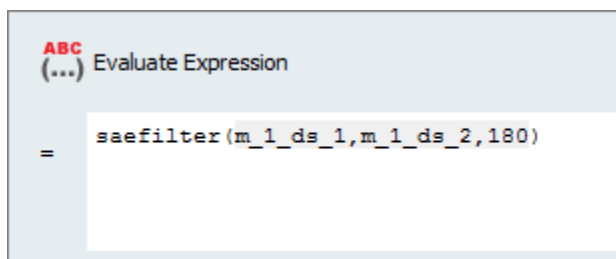 ABC
(...) Evaluate Expression
= saefilter(m_1_ds_1,m_1_ds_2,180)